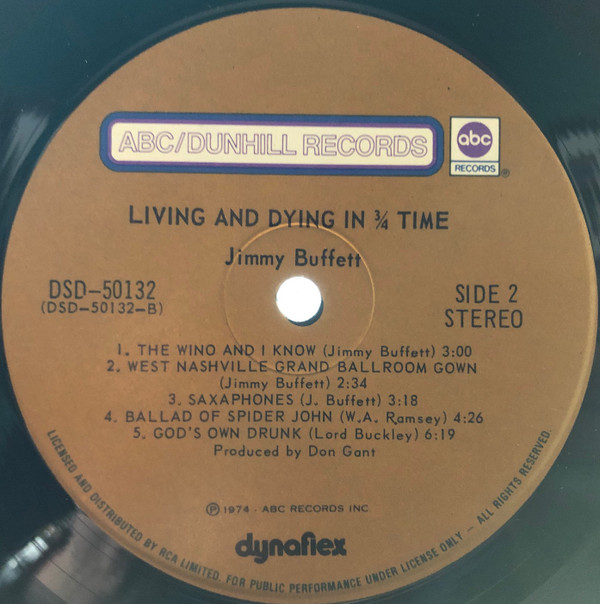 ABC/DUNHILL RECORDS
abc
RECORDS
®
LIVING AND DYING IN ¾ TIME
Jimmy Buffett
DSD-50132
(DSD-50132-B)
SIDE 2
STEREO
1. THE WINO AND I KNOW (Jimmy Buffett) 3:00
2. WEST NASHVILLE GRAND BALLROOM GOWN
(Jimmy Buffett) 2:34
3. SAXAPHONES (J. Buffett) 3:18
4. BALLAD OF SPIDER JOHN (W.A. Ramsey) 4:26
5. GOD'S OWN DRUNK (Lord Buckley) 6:19
Produced by Don Gant
℗ 1974 · ABC RECORDS INC.
dynaflex
LICENSED AND DISTRIBUTED BY RCA LIMITED. FOR PUBLIC PERFORMANCE UNDER LICENSE ONLY — ALL RIGHTS RESERVED.